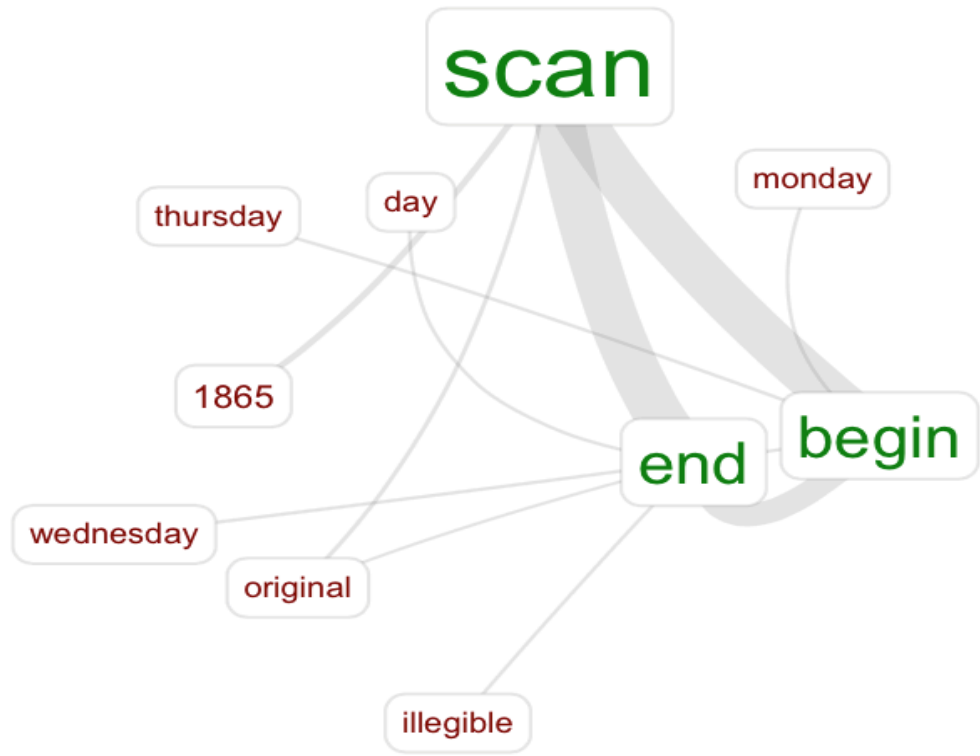 scan
monday
day
thursday
1865
begin
end
wednesday
original
illegible